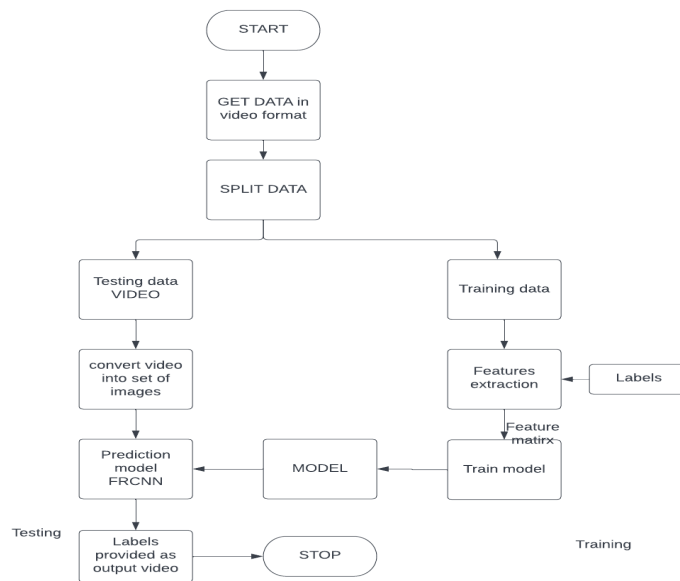 START
GET DATA in
video format
SPLIT DATA
Testing data
VIDEO
Training data
convert video
into set of
images
Features
extraction
Labels
Feature
matirx
Prediction
model
FRCNN
MODEL
Train model
Testing
Labels
provided as
output video
STOP
Training